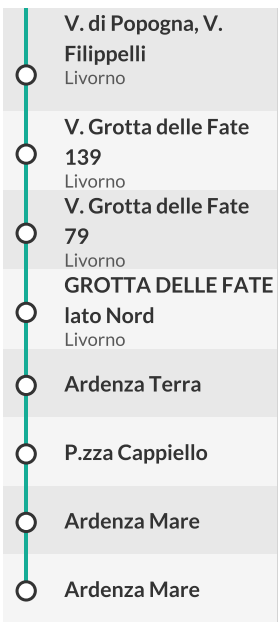 V. di Popogna, V.
Filippelli
Livorno
V. Grotta delle Fate
139
Livorno
V. Grotta delle Fate
79
Livorno
GROTTA DELLE FATE
lato Nord
Livorno
Ardenza Terra
P.zza Cappiello
Ardenza Mare
Ardenza Mare